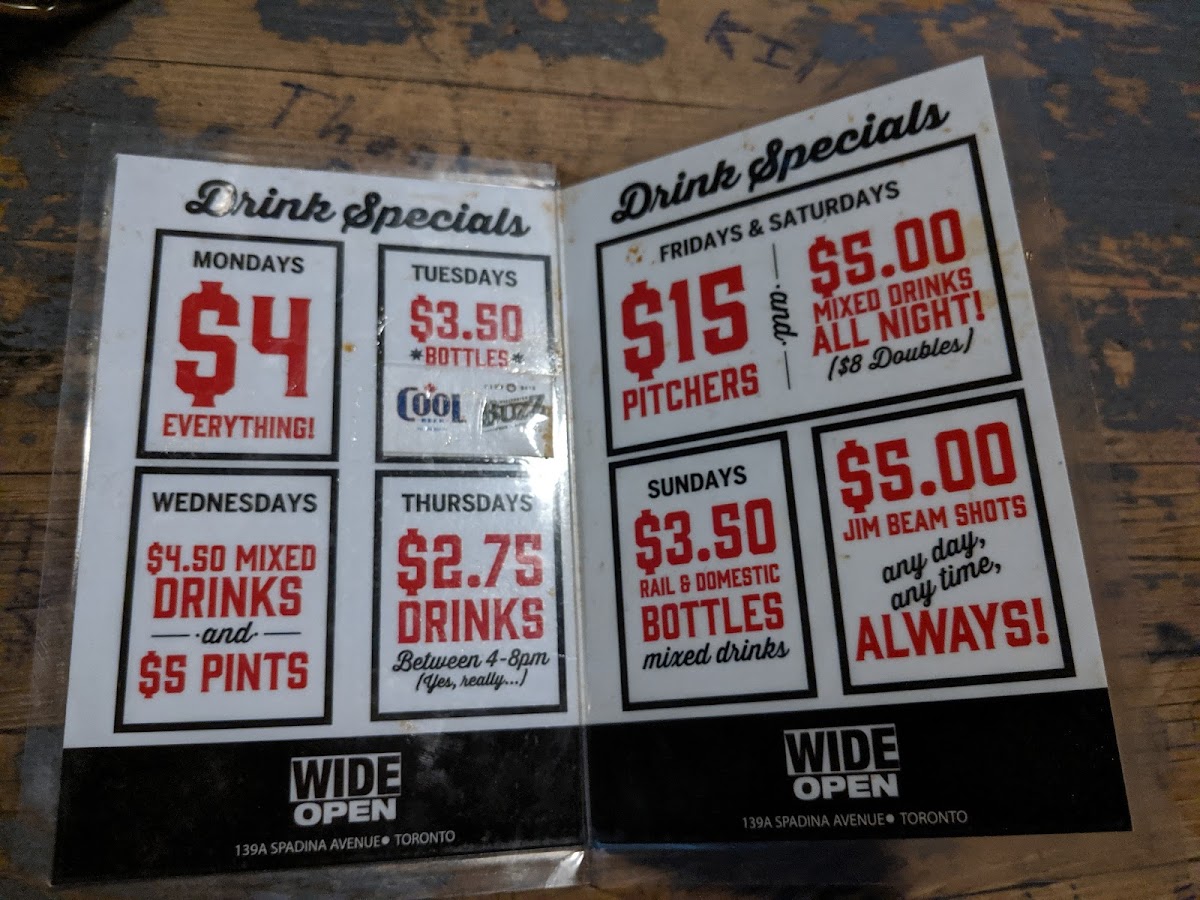 Drink Specials
MONDAYS
$4
EVERYTHING!
TUESDAYS
$3.50
*BOTTLES*
COOL
BEER
BUZZ
WEDNESDAYS
$4.50 MIXED
DRINKS
and
$5 PINTS
THURSDAYS
$2.75
DRINKS
Between 4-8pm
(Yes, really...)
WIDE
OPEN
139A SPADINA AVENUE● TORONTO
Drink Specials
FRIDAYS & SATURDAYS
$15
PITCHERS
and
$5.00
MIXED DRINKS
ALL NIGHT!
($8 Doubles)
SUNDAYS
$3.50
RAIL & DOMESTIC
BOTTLES
mixed drinks
$5.00
JIM BEAM SHOTS
any day,
any time,
ALWAYS!
WIDE
OPEN
139A SPADINA AVENUE● TORONTO